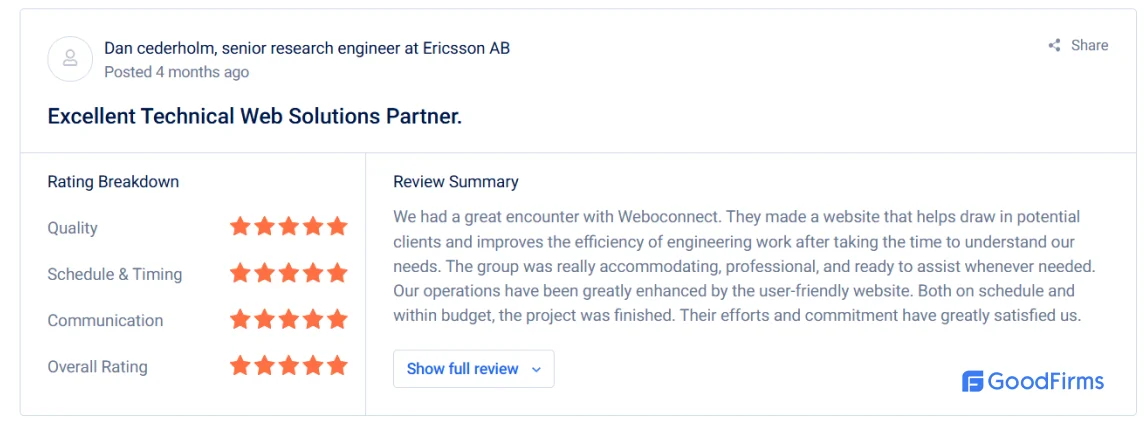 Dan cederholm, senior research engineer at Ericsson AB
Share
Posted 4 months ago
Excellent Technical Web Solutions Partner.
Rating Breakdown
Quality
Schedule & Timing
Communication
Overall Rating
Review Summary
We had a great encounter with Weboconnect. They made a website that helps draw in potential
clients and improves the efficiency of engineering work after taking the time to understand our
needs. The group was really accommodating, professional, and ready to assist whenever needed.
Our operations have been greatly enhanced by the user-friendly website. Both on schedule and
within budget, the project was finished. Their efforts and commitment have greatly satisfied us.
Show full review
GoodFirms